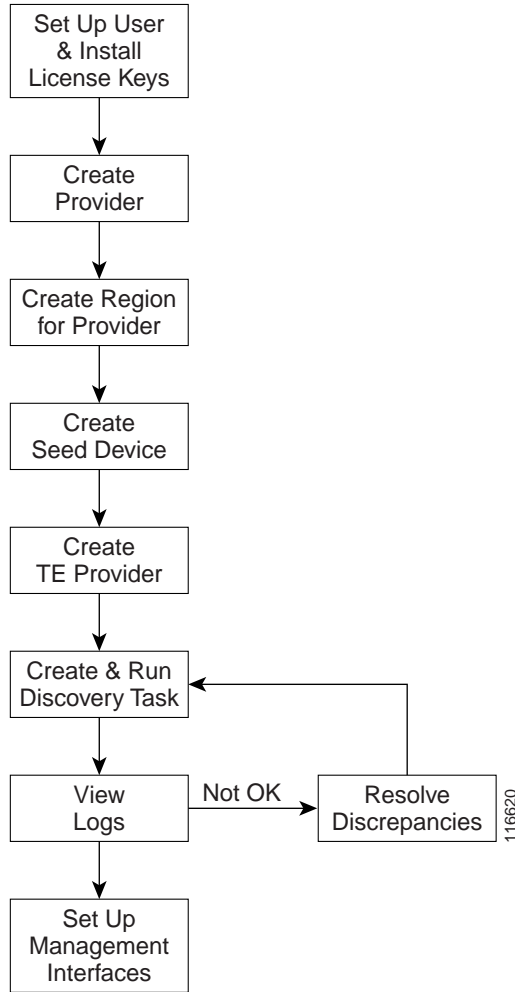 Set Up User
& Install
License Keys
Create
Provider
Create Region
for Provider
Create
Seed Device
Create
TE Provider
Create & Run
Discovery Task
View
Logs
Not OK
Resolve
Discrepancies
116620
Set Up
Management
Interfaces